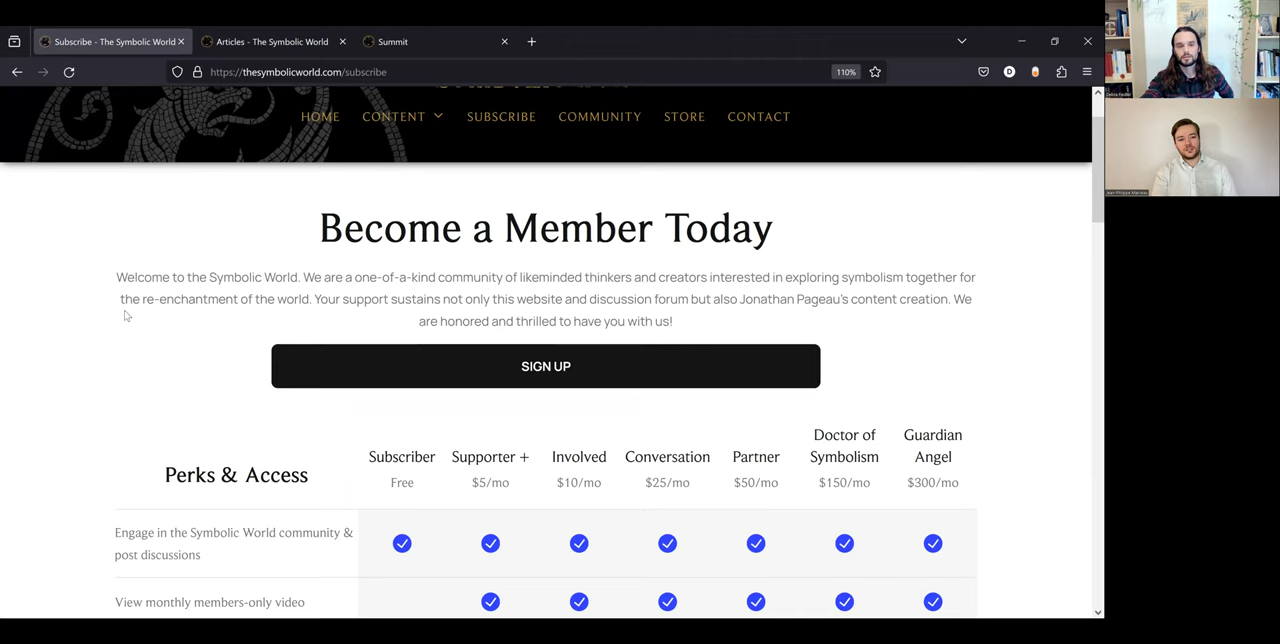 Subscribe - The Symbolic World
Articles - The Symbolic World
Summit
https://thesymbolicworld.com/subscribe
110%
HOME CONTENT SUBSCRIBE COMMUNITY STORE CONTACT
Become a Member Today
Welcome to the Symbolic World. We are a one-of-a-kind community of likeminded thinkers and creators interested in exploring symbolism together for
the re-enchantment of the world. Your support sustains not only this website and discussion forum but also Jonathan Pageau's content creation. We
are honored and thrilled to have you with us!
SIGN UP
Perks & Access
Subscriber Supporter + Involved Conversation Partner Doctor of Symbolism Guardian Angel
Free $5/mo $10/mo $25/mo $50/mo $150/mo $300/mo
Engage in the Symbolic World community &
post discussions
View monthly members-only video